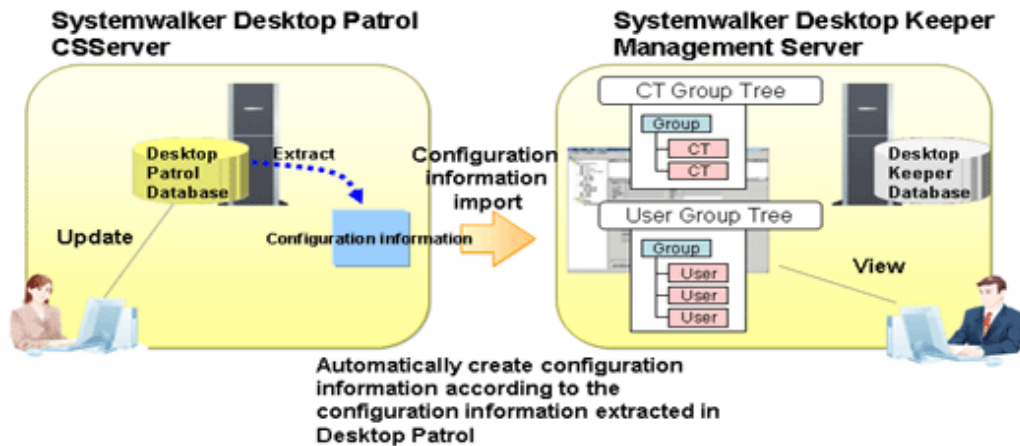 Systemwalker Desktop Patrol
CSServer
Systemwalker Desktop Keeper
Management Server
Desktop
Patrol
Database
Extract
Configuration information
Update
Configuration
information
import
CT Group Tree
Group
CT
CT
User Group Tree
Group
User
User
User
Desktop
Keeper
Database
View
Automatically create configuration
information according to the
configuration information extracted in
Desktop Patrol